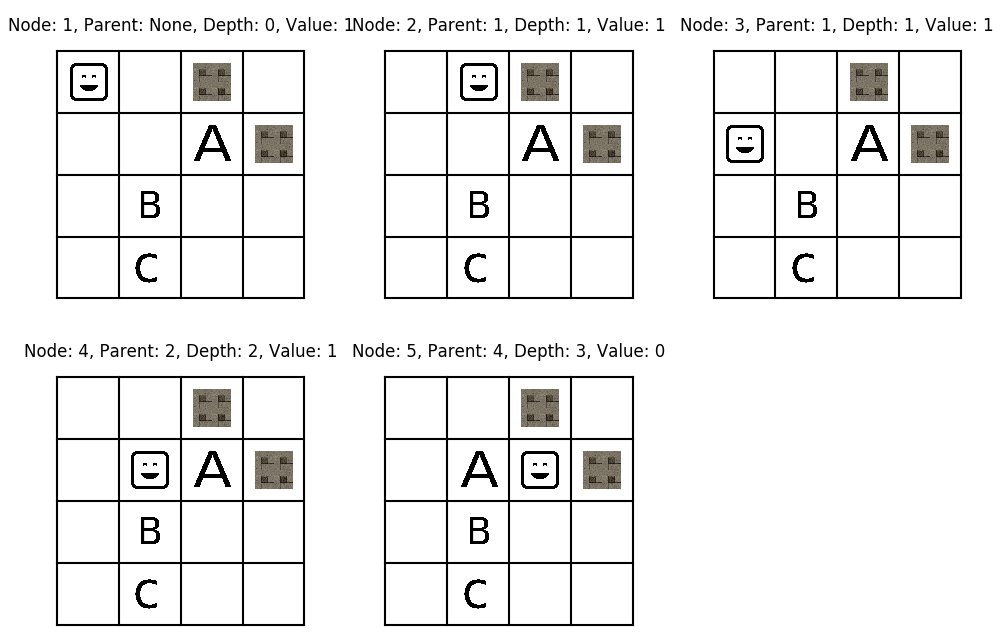 Node: 1, Parent: None, Depth: 0, Value: 1
Node: 2, Parent: 1, Depth: 1, Value: 1
Node: 3, Parent: 1, Depth: 1, Value: 1
A
A
A
B
B
B
C
C
C
Node: 4, Parent: 2, Depth: 2, Value: 1
Node: 5, Parent: 4, Depth: 3, Value: 0
A
A
B
B
C
C